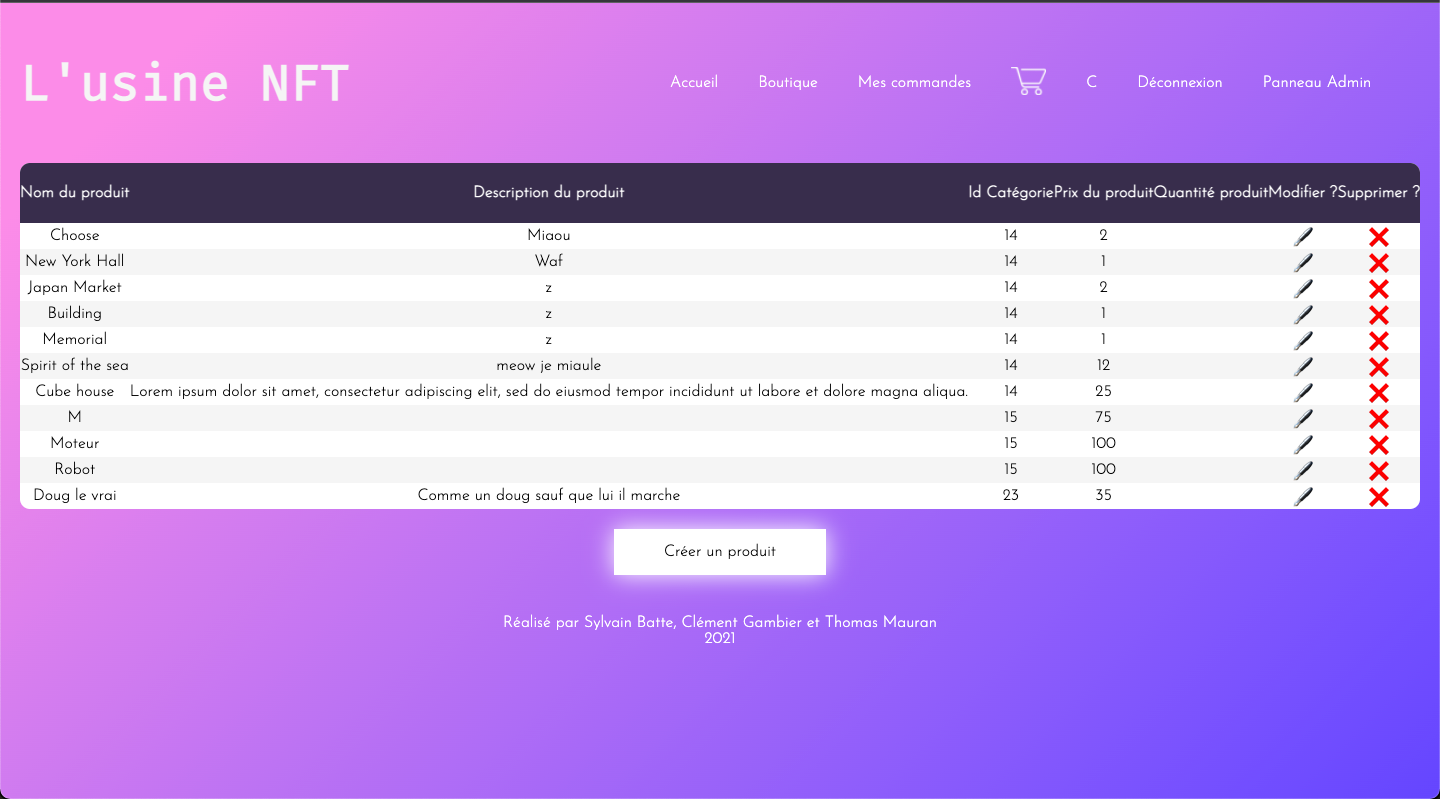 L'usine NFT
Accueil Boutique Mes commandes C Déconnexion Panneau Admin
Nom du produit Description du produit Id Catégorie Prix du produit Quantité produit Modifier ? Supprimer ?
Choose Miaou 14 2
New York Hall Waf 14 1
Japan Market z 14 2
Building z 14 1
Memorial z 14 1
Spirit of the sea meow je miaule 14 12
Cube house Lorem ipsum dolor sit amet, consectetur adipiscing elit, sed do eiusmod tempor incididunt ut labore et dolore magna aliqua. 14 25
M 15 75
Moteur 15 100
Robot 15 100
Doug le vrai Comme un doug sauf que lui il marche 23 35
Créer un produit
Réalisé par Sylvain Batte, Clément Gambier et Thomas Mauran
2021